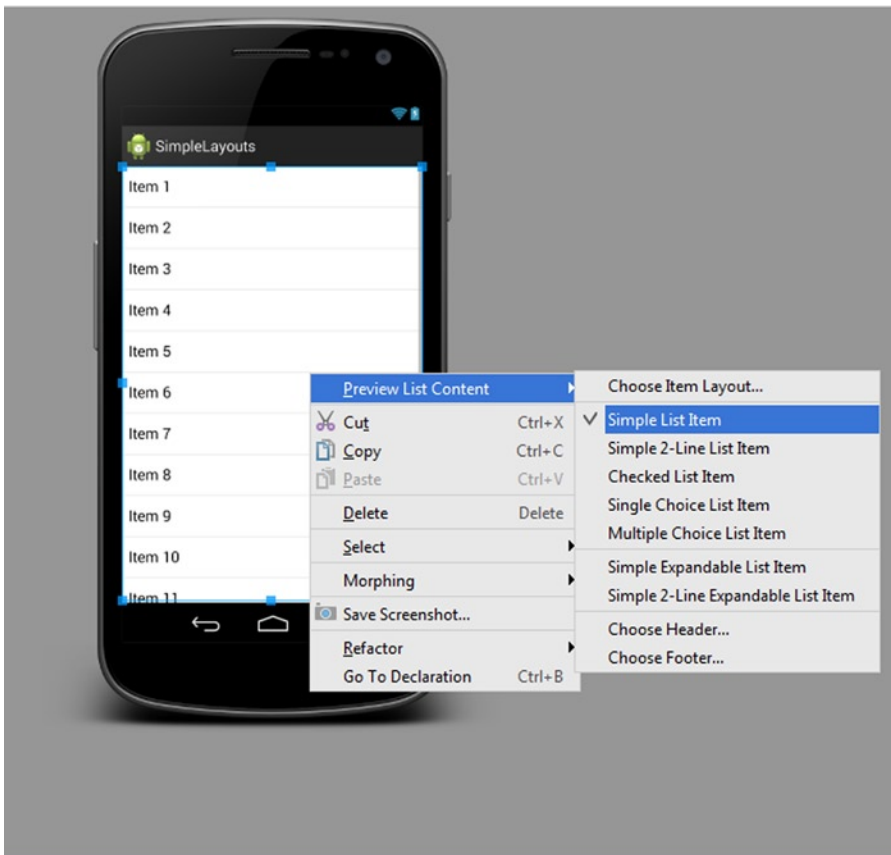 SimpleLayouts
Item 1
Item 2
Item 3
Item 4
Item 5
Item 6
Item 7
Item 8
Item 9
Item 10
Item 11
Preview List Content
Cut Ctrl+X
Copy Ctrl+C
Paste Ctrl+V
Delete Delete
Select
Morphing
Save Screenshot...
Refactor
Go To Declaration Ctrl+B
Choose Item Layout...
Simple List Item
Simple 2-Line List Item
Checked List Item
Single Choice List Item
Multiple Choice List Item
Simple Expandable List Item
Simple 2-Line Expandable List Item
Choose Header...
Choose Footer...